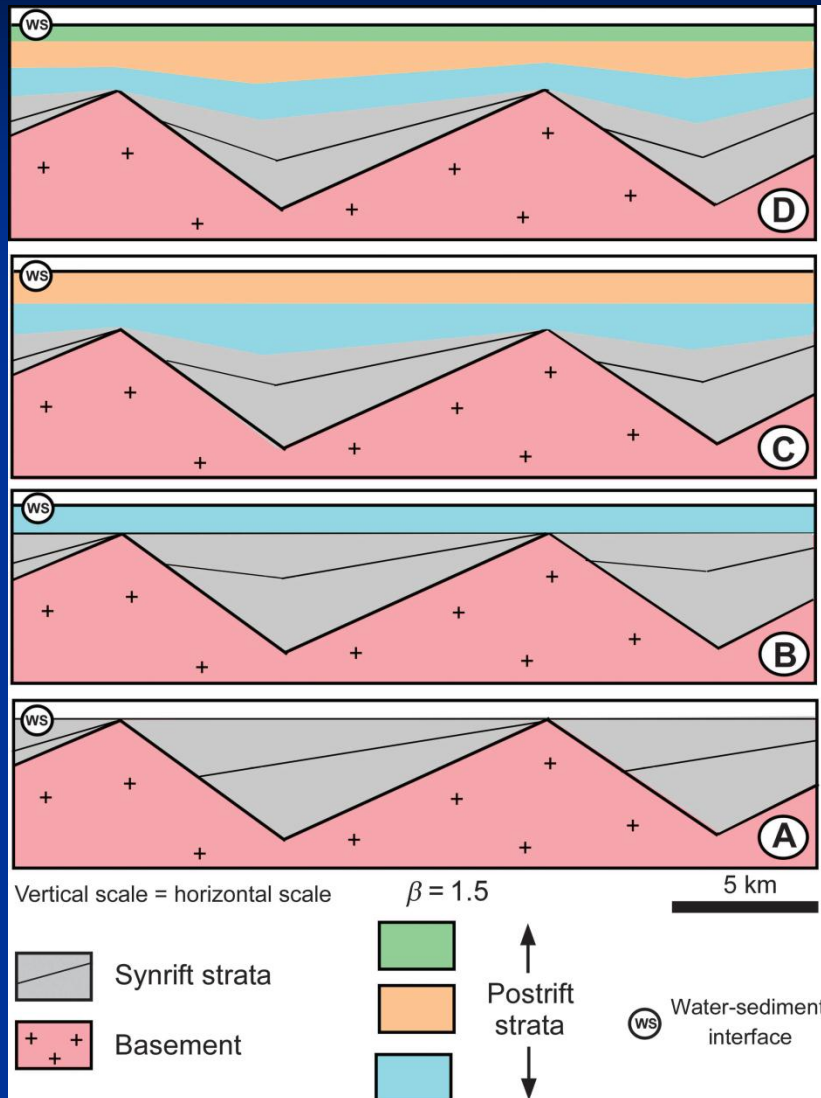 WS
D
WS
C
WS
B
WS
A
Vertical scale = horizontal scale
β = 1.5
5 km
Synrift strata
Basement
Postrift
strata
WS
Water-sediment
interface